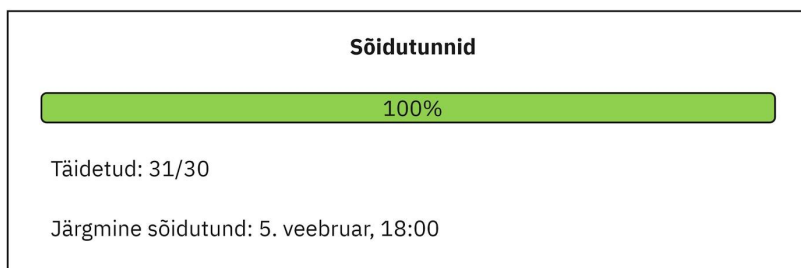 Sõidutunnid
100%
Täidetud: 31/30
Järgmine sõidutund: 5. veebruar, 18:00